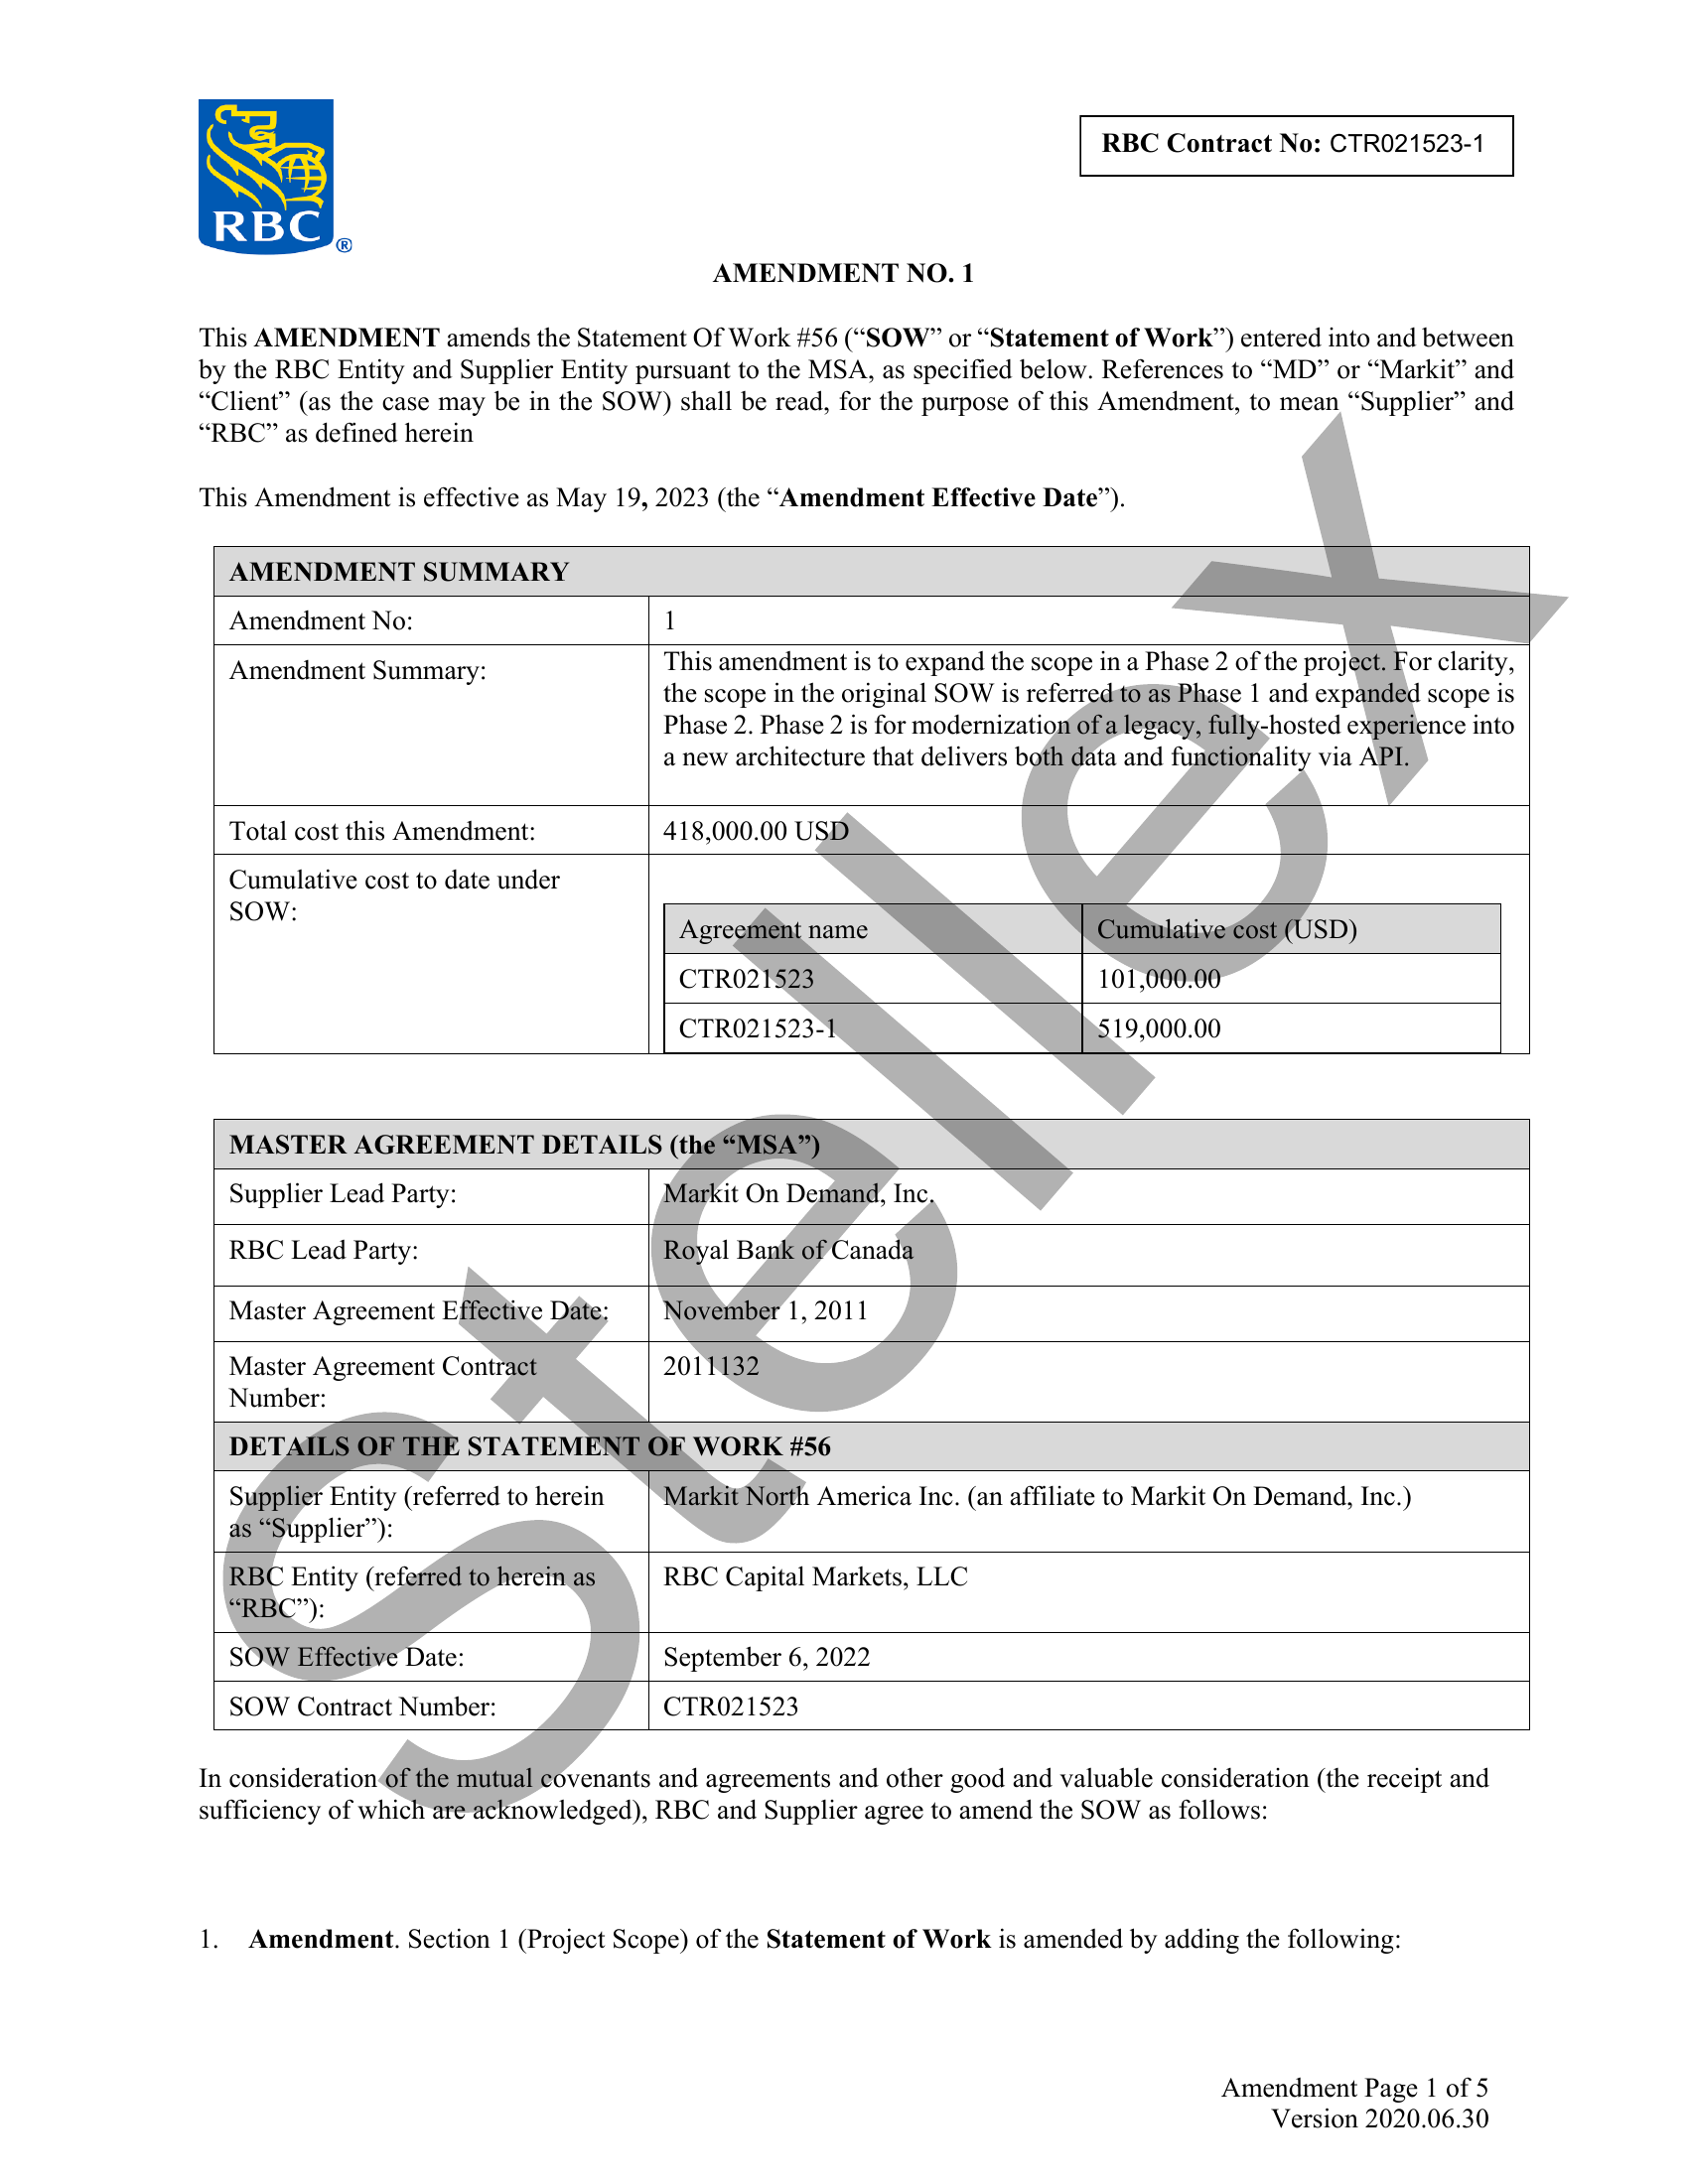 RBC®
RBC Contract No: CTR021523-1
AMENDMENT NO. 1
This AMENDMENT amends the Statement Of Work #56 (“SOW” or “Statement of Work”) entered into and between
by the RBC Entity and Supplier Entity pursuant to the MSA, as specified below. References to “MD” or “Markit” and
“Client” (as the case may be in the SOW) shall be read, for the purpose of this Amendment, to mean “Supplier” and
“RBC” as defined herein
This Amendment is effective as May 19, 2023 (the “Amendment Effective Date”).
AMENDMENT SUMMARY
Amendment No: 1
Amendment Summary:
This amendment is to expand the scope in a Phase 2 of the project. For clarity,
the scope in the original SOW is referred to as Phase 1 and expanded scope is
Phase 2. Phase 2 is for modernization of a legacy, fully-hosted experience into
a new architecture that delivers both data and functionality via API.
Total cost this Amendment: 418,000.00 USD
Cumulative cost to date under
SOW:
Agreement name Cumulative cost (USD)
CTR021523 101,000.00
CTR021523-1 519,000.00
MASTER AGREEMENT DETAILS (the “MSA”)
Supplier Lead Party: Markit On Demand, Inc.
RBC Lead Party: Royal Bank of Canada
Master Agreement Effective Date: November 1, 2011
Master Agreement Contract
Number:
2011132
DETAILS OF THE STATEMENT OF WORK #56
Supplier Entity (referred to herein
as “Supplier”):
Markit North America Inc. (an affiliate to Markit On Demand, Inc.)
RBC Entity (referred to herein as
“RBC”):
RBC Capital Markets, LLC
SOW Effective Date: September 6, 2022
SOW Contract Number: CTR021523
In consideration of the mutual covenants and agreements and other good and valuable consideration (the receipt and
sufficiency of which are acknowledged), RBC and Supplier agree to amend the SOW as follows:
1. Amendment. Section 1 (Project Scope) of the Statement of Work is amended by adding the following:
Amendment Page 1 of 5
Version 2020.06.30
Stellex